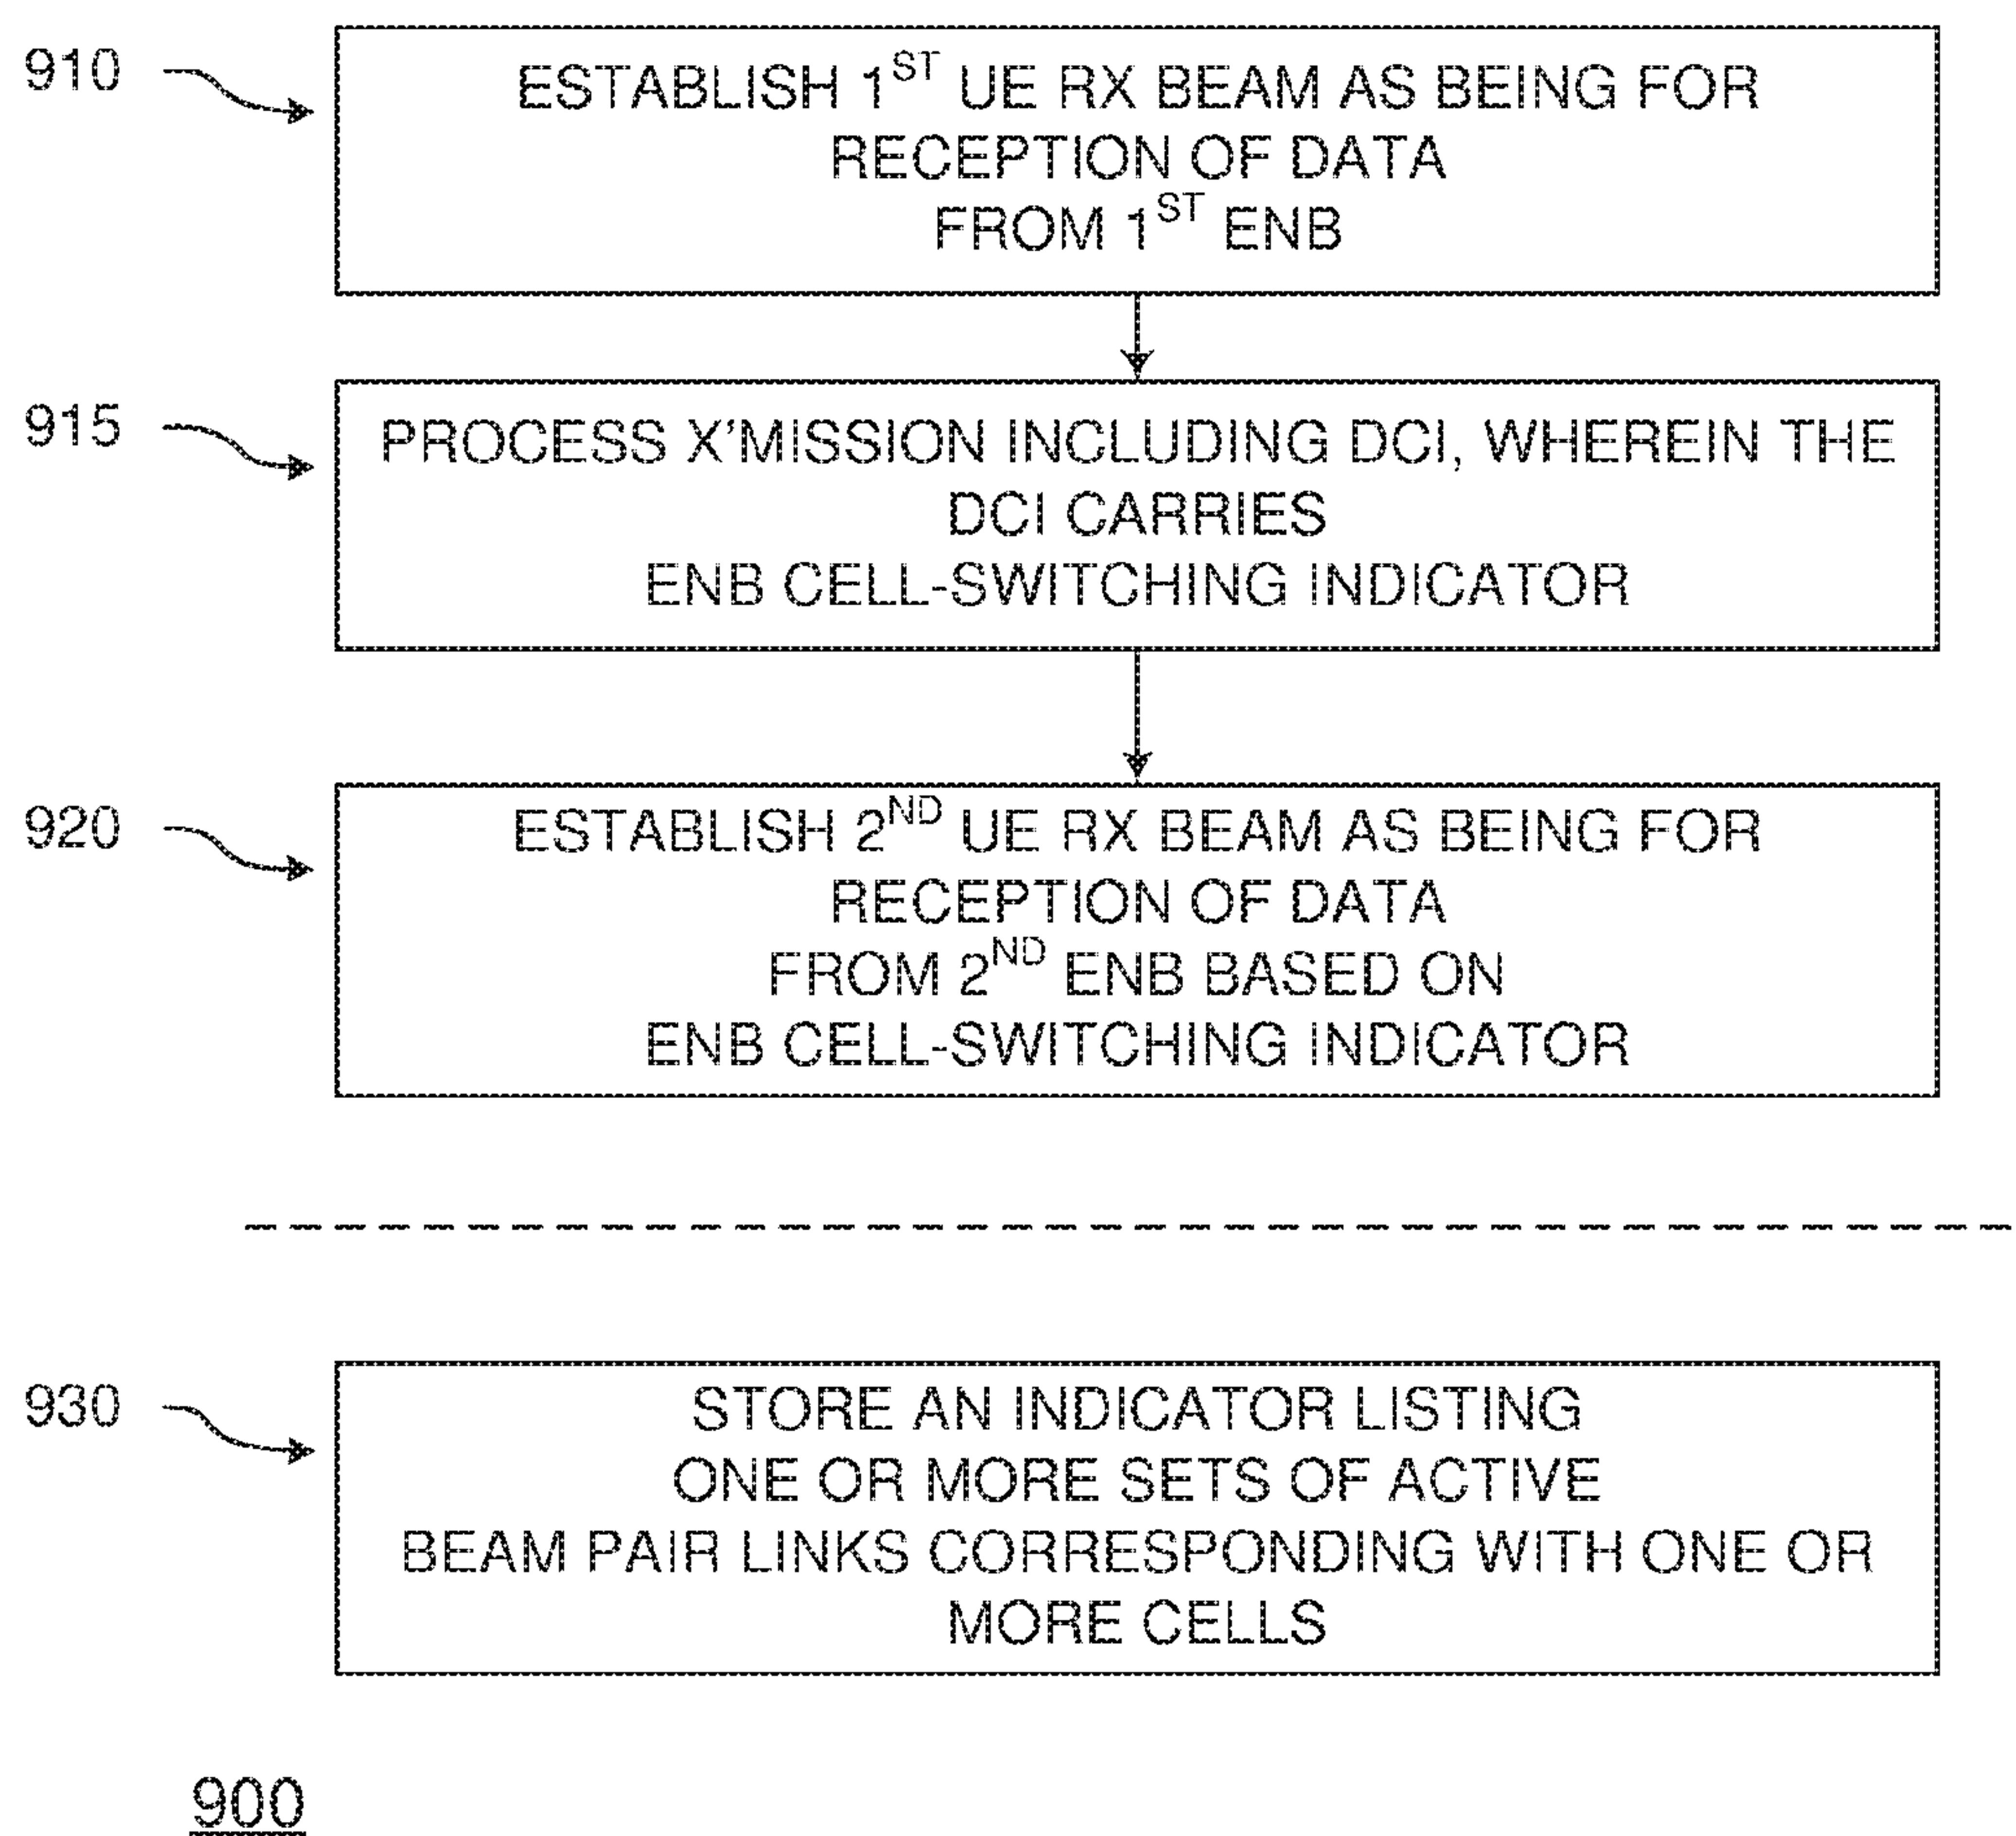 910
ESTABLISH 1ST UE RX BEAM AS BEING FOR
RECEPTION OF DATA
FROM 1ST ENB
915
PROCESS X'MISSION INCLUDING DCI, WHEREIN THE
DCI CARRIES
ENB CELL-SWITCHING INDICATOR
920
ESTABLISH 2ND UE RX BEAM AS BEING FOR
RECEPTION OF DATA
FROM 2ND ENB BASED ON
ENB CELL-SWITCHING INDICATOR
930
STORE AN INDICATOR LISTING
ONE OR MORE SETS OF ACTIVE
BEAM PAIR LINKS CORRESPONDING WITH ONE OR
MORE CELLS
900